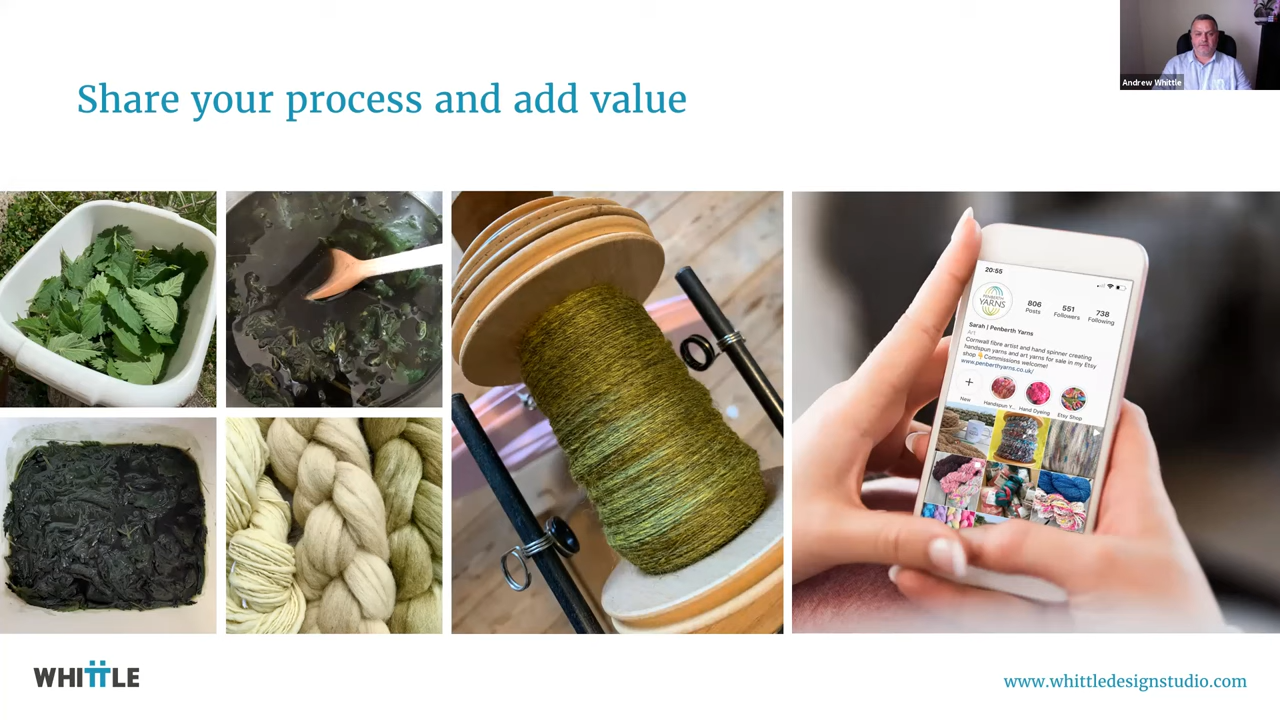 Andrew Whittle
Share your process and add value
20:55
PENBERTH
YARNS
806
Posts
551
Followers
738
Following
Sarah | Penberth Yarns
Art
Cornwall fibre artist and hand spinner creating
handspun yarns and art yarns for sale in my Etsy
shop 👇Commissions welcome!
www.penberthyarns.co.uk/
New
Handspun Y...
Hand Dyeing
Etsy Shop
WHITTLE
www.whittledesignstudio.com